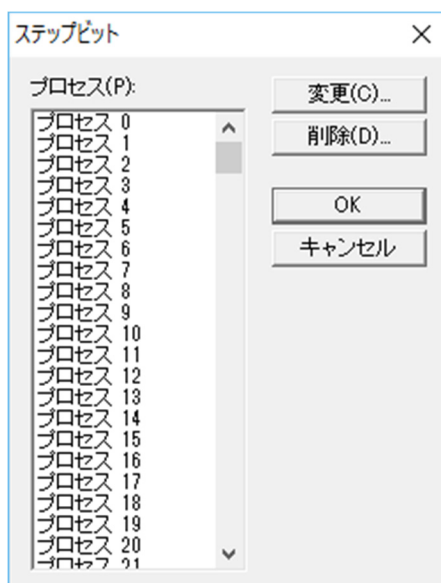 ステップビット
プロセス(P):
プロセス 0
プロセス 1
プロセス 2
プロセス 3
プロセス 4
プロセス 5
プロセス 6
プロセス 7
プロセス 8
プロセス 9
プロセス 10
プロセス 11
プロセス 12
プロセス 13
プロセス 14
プロセス 15
プロセス 16
プロセス 17
プロセス 18
プロセス 19
プロセス 20
プロセス 21
変更(C)...
削除(D)...
OK
キャンセル